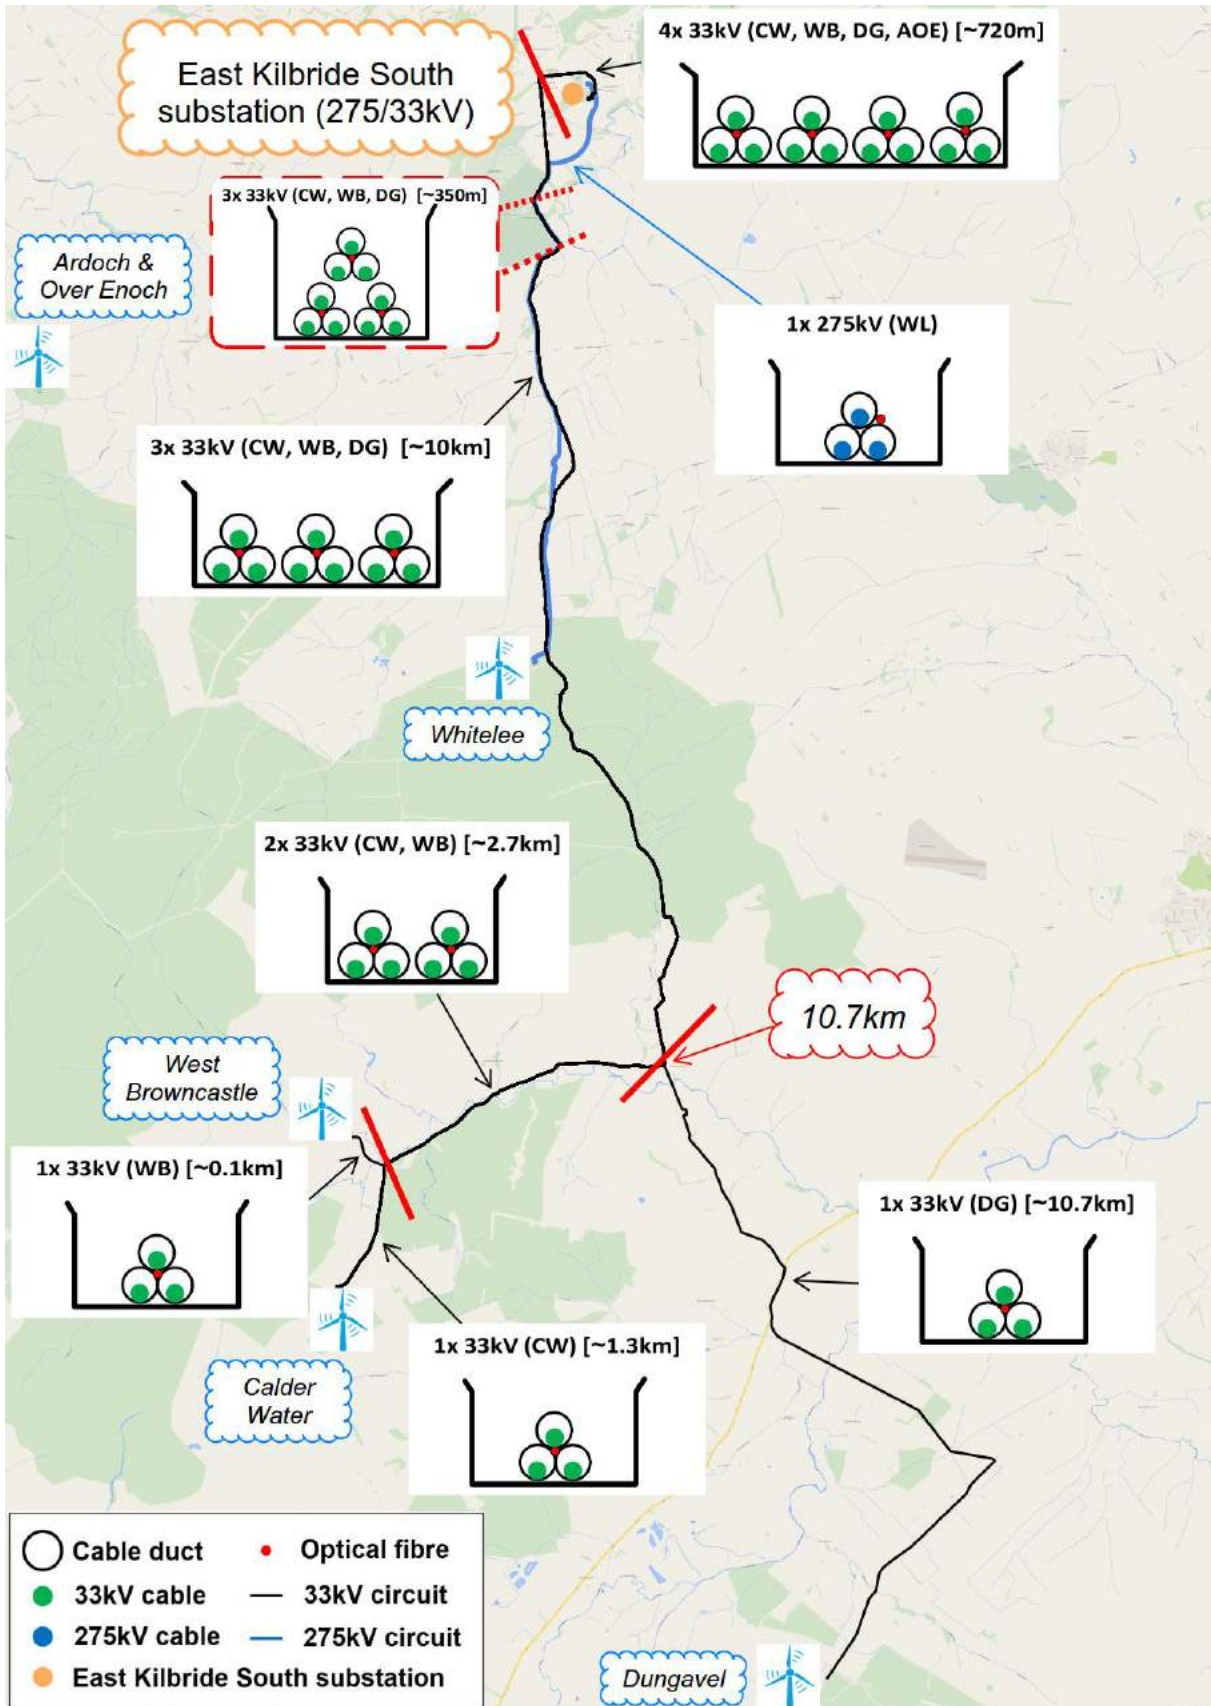 4x 33kV (CW, WB, DG, AOE) [~720m]
East Kilbride South
substation (275/33kV)
3x 33kV (CW, WB, DG) [~350m]
Ardoch &
Over Enoch
1x 275kV (WL)
3x 33kV (CW, WB, DG) [~10km]
Whitelee
2x 33kV (CW, WB) [~2.7km]
10.7km
West
Browncastle
1x 33kV (WB) [~0.1km]
1x 33kV (DG) [~10.7km]
1x 33kV (CW) [~1.3km]
Calder
Water
Cable duct
Optical fibre
33kV cable
33kV circuit
275kV cable
275kV circuit
East Kilbride South substation
Dungavel